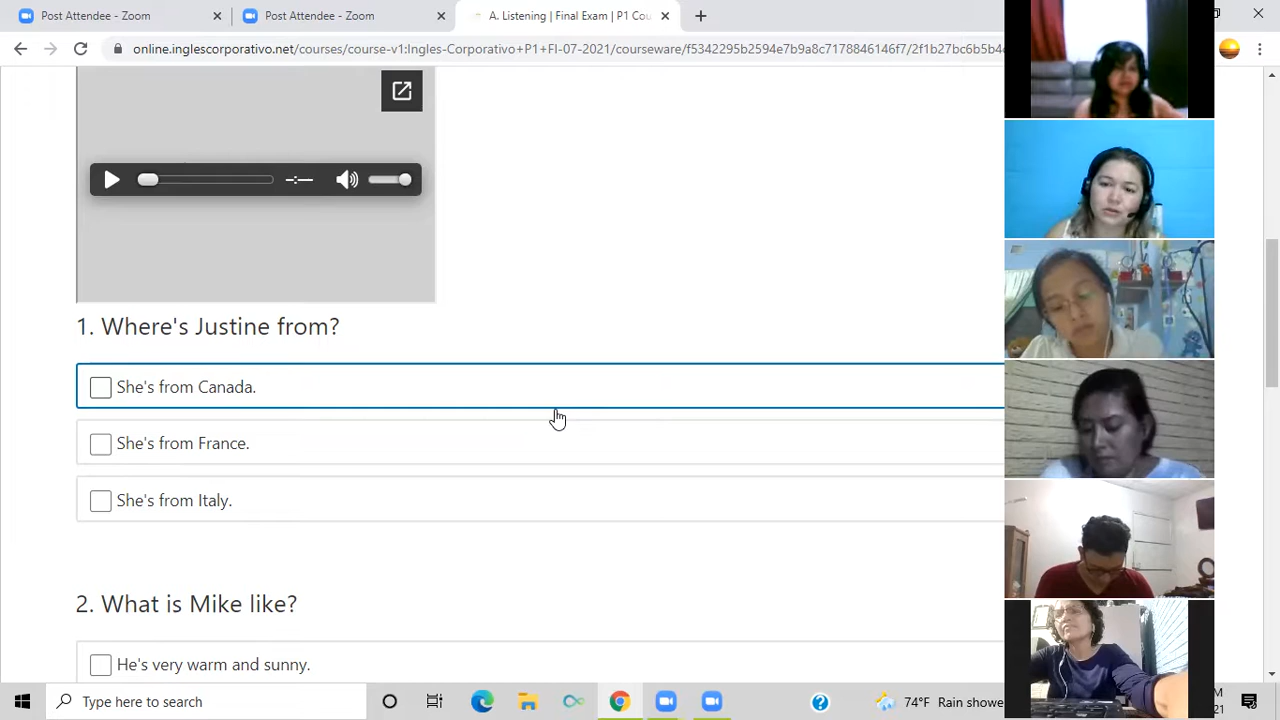 Post Attendee - Zoom
Post Attendee - Zoom
A. Listening | Final Exam | P1 Cou
online.inglescorporativo.net/courses/course-v1:Ingles-Corporativo+P1+FI-07-2021/courseware/f5342295b2594e7b9a8c7178846146f7/2f1b27bc6b5b4
-:--
1. Where's Justine from?
She's from Canada.
She's from France.
She's from Italy.
2. What is Mike like?
He's very warm and sunny.
Type here to search
74°F Rain showe